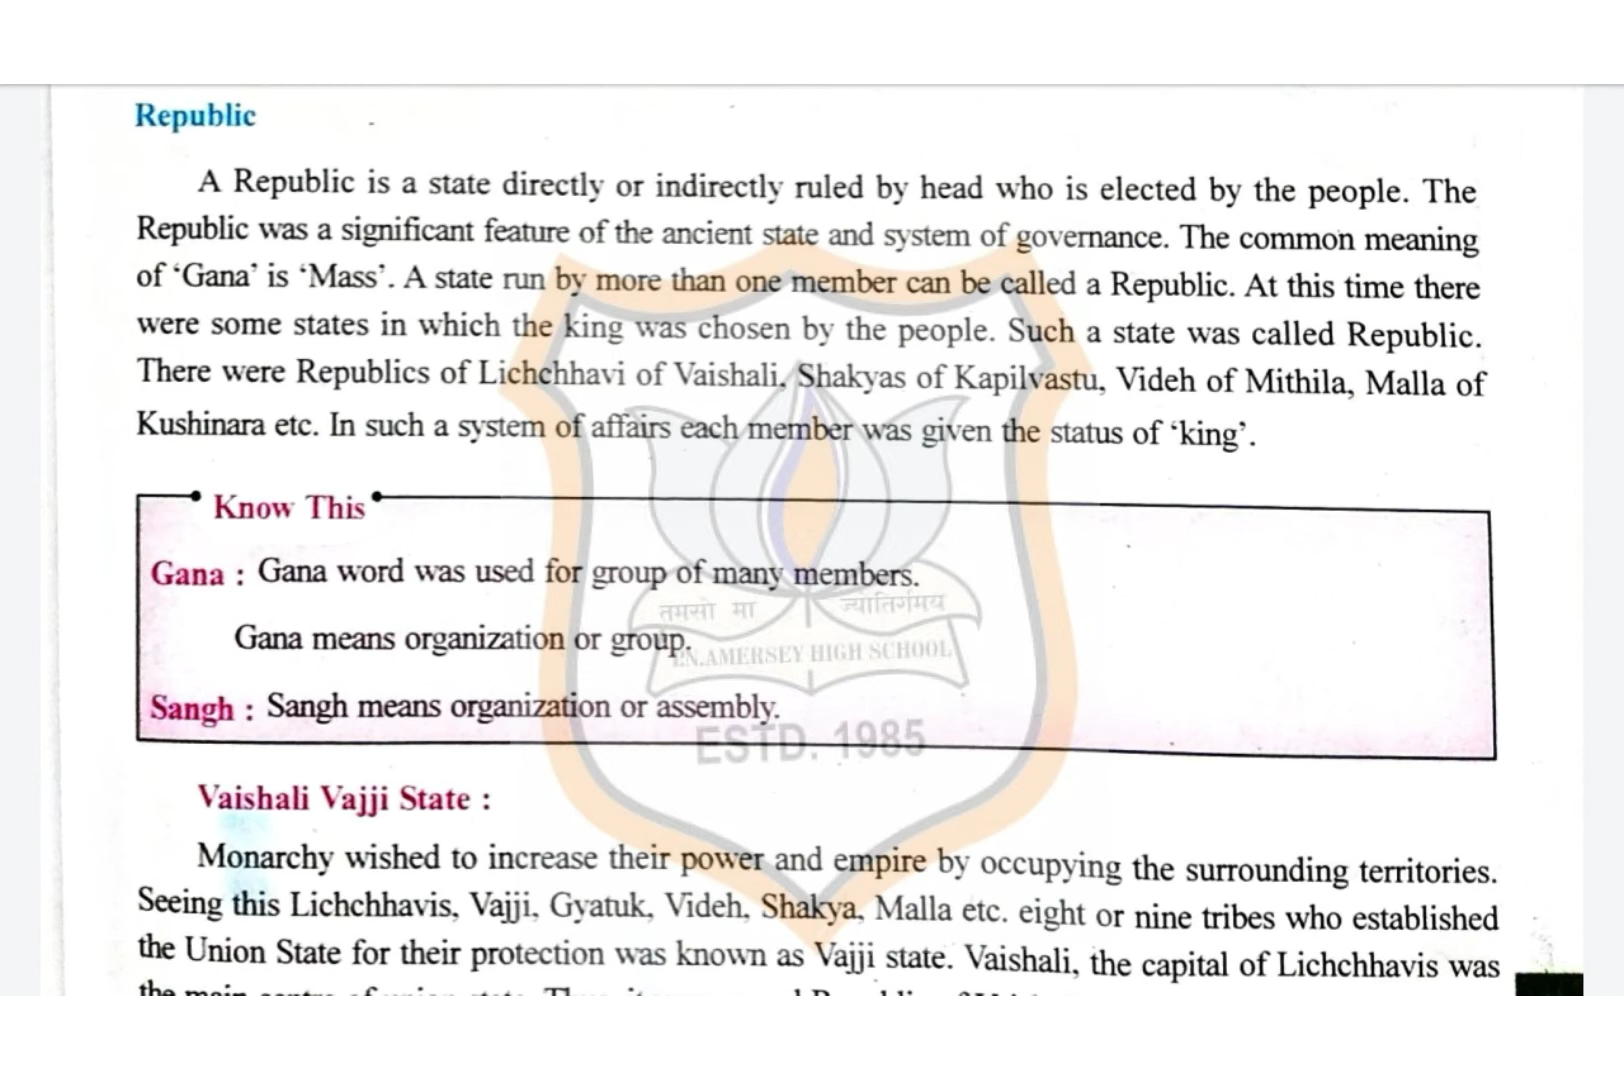 Republic
A Republic is a state directly or indirectly ruled by head who is elected by the people. The
Republic was a significant feature of the ancient state and system of governance. The common meaning
of ‘Gana’ is ‘Mass’. A state run by more than one member can be called a Republic. At this time there
were some states in which the king was chosen by the people. Such a state was called Republic.
There were Republics of Lichchhavi of Vaishali, Shakyas of Kapilvastu, Videh of Mithila, Malla of
Kushinara etc. In such a system of affairs each member was given the status of ‘king’.
Know This
Gana : Gana word was used for group of many members.
तमसो मा ज्योतिर्गमय
Gana means organization or group.
EN.AMERSEY HIGH SCHOOL
Sangh : Sangh means organization or assembly.
ESTD. 1985
Vaishali Vajji State :
Monarchy wished to increase their power and empire by occupying the surrounding territories.
Seeing this Lichchhavis, Vajji, Gyatuk, Videh, Shakya, Malla etc. eight or nine tribes who established
the Union State for their protection was known as Vajji state. Vaishali, the capital of Lichchhavis was
the main